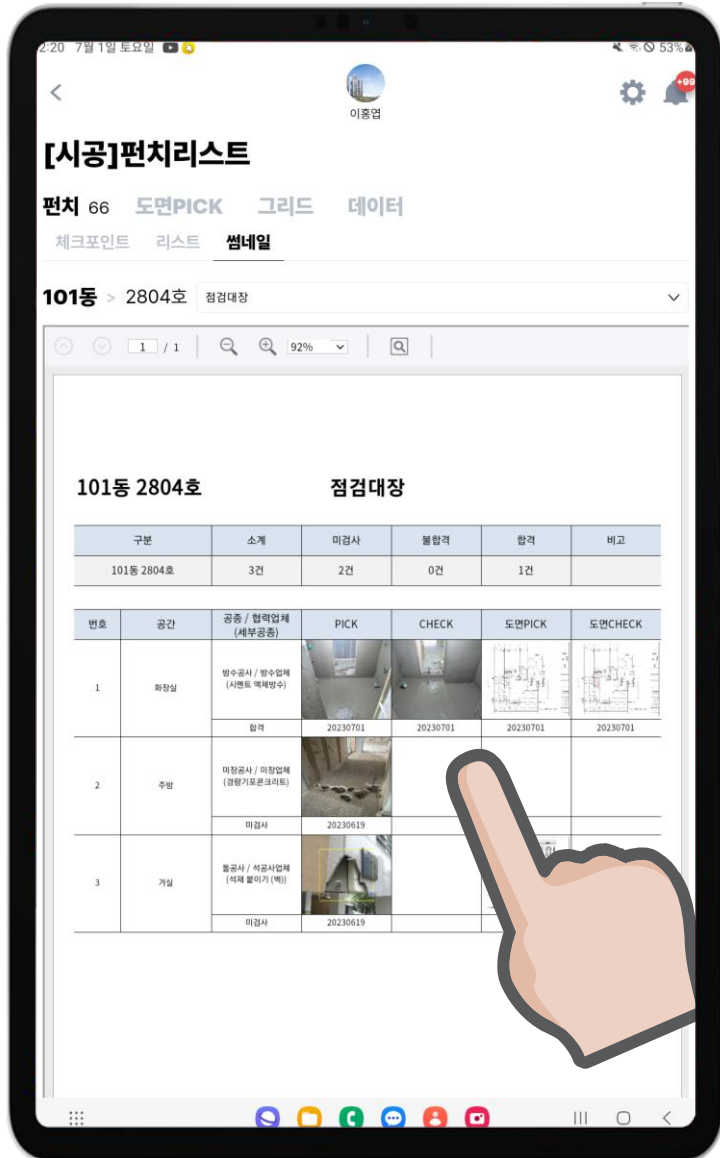 2:20 7월 1일 토요일
53%
+99
이홍엽
[시공]펀치리스트
펀치 66 도면PICK 그리드 데이터
체크포인트 리스트 썸네일
101동 > 2804호 점검대장
1 / 1 92%
101동 2804호 점검대장
구분 소계 미검사 불합격 합격 비고
101동 2804호 3건 2건 0건 1건
번호 공간 공종 / 협력업체 (세부공종) PICK CHECK 도면PICK 도면CHECK
1 화장실 방수공사 / 방수업체
(시멘트 액체방수)
합격 20230701 20230701 20230701 20230701
2 주방 미장공사 / 미장업체
(경량기포콘크리트)
미검사 20230619
3 거실 돌공사 / 석공사업체
(석재 붙이기 (벽))
미검사 20230619